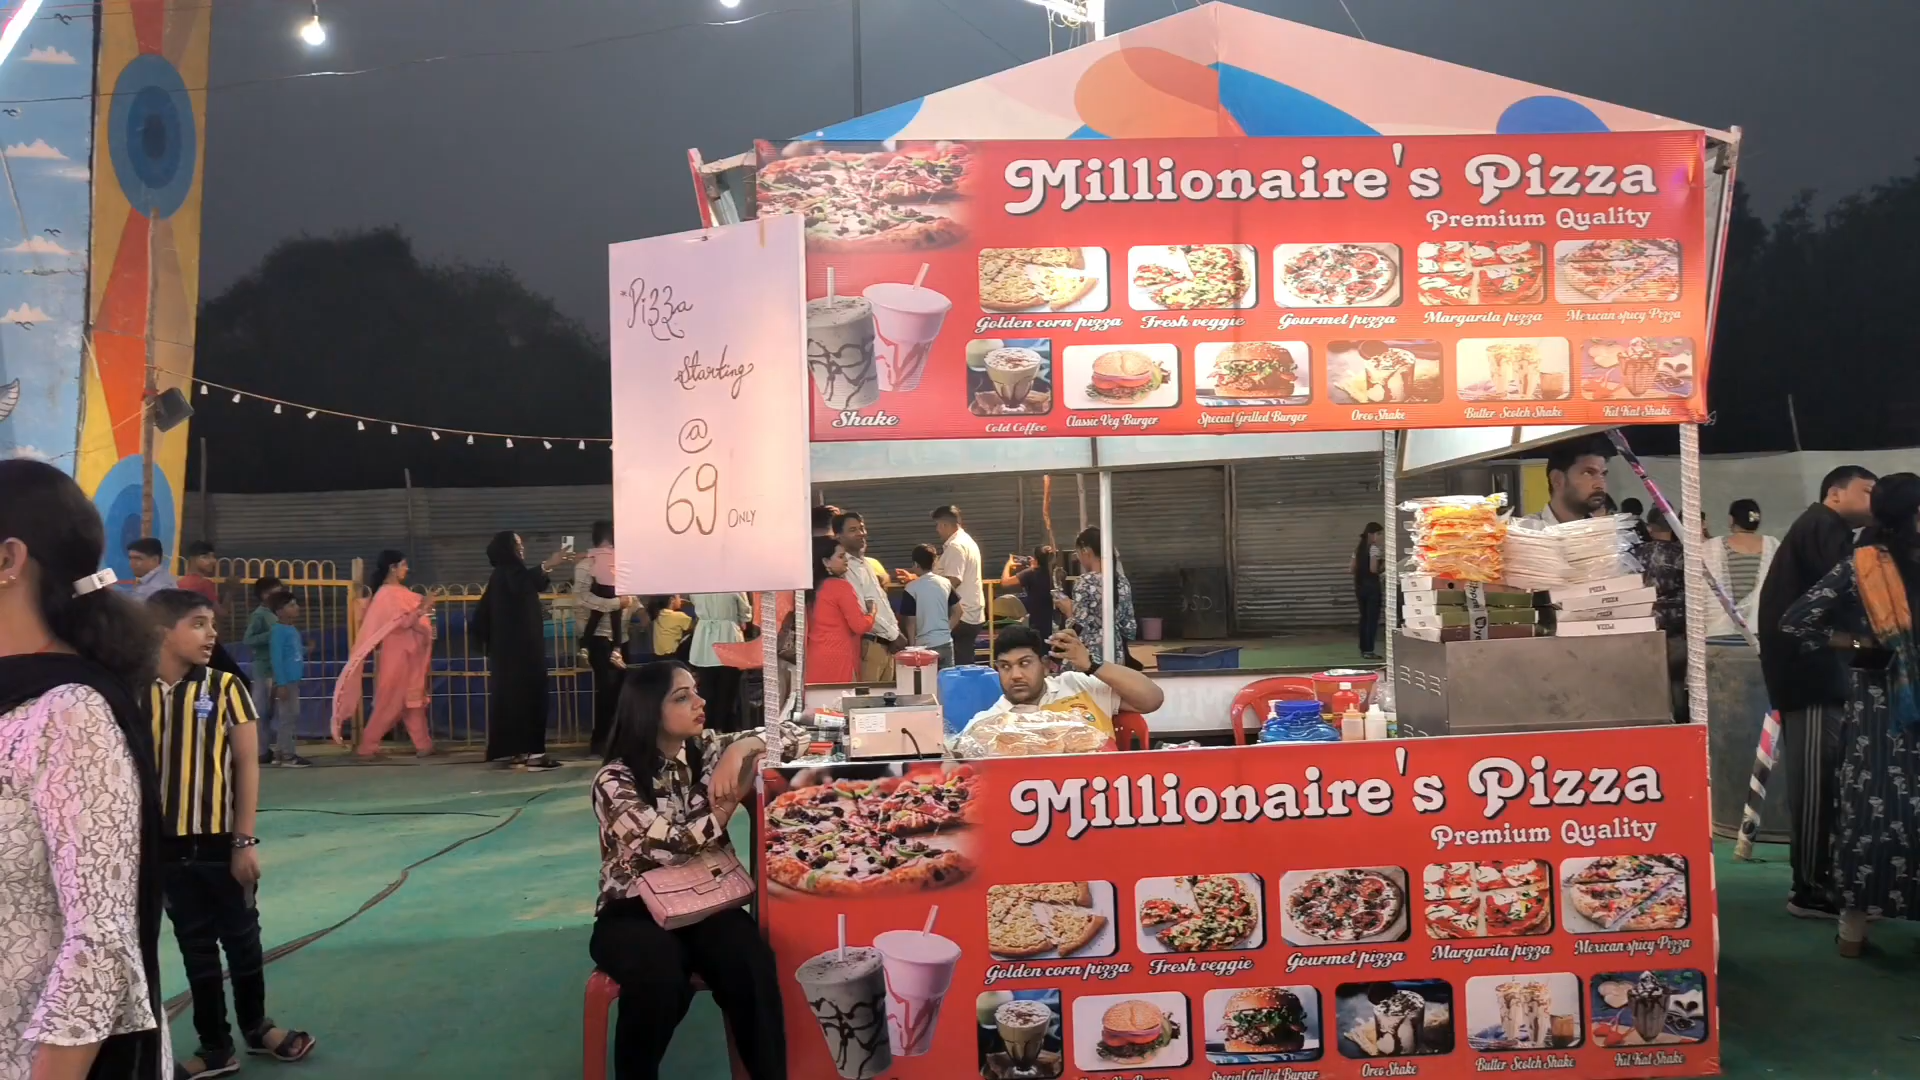 Millionaire's Pizza
Premium Quality
Golden corn pizza
Fresh veggie
Gourmet pizza
Margarita pizza
Mexican spicy Pizza
Shake
Cold Coffee
Classic Veg Burger
Special Grilled Burger
Oreo Shake
Butter Scotch Shake
Kit Kat Shake
*Pizza
Starting
@
69 ONLY
PIZZA
PIZZA
PIZZA
Millionaire's Pizza
Premium Quality
Golden corn pizza
Fresh veggie
Gourmet pizza
Margarita pizza
Mexican spicy Pizza
Special Grilled Burger
Oreo Shake
Butter Scotch Shake
Kit Kat Shake